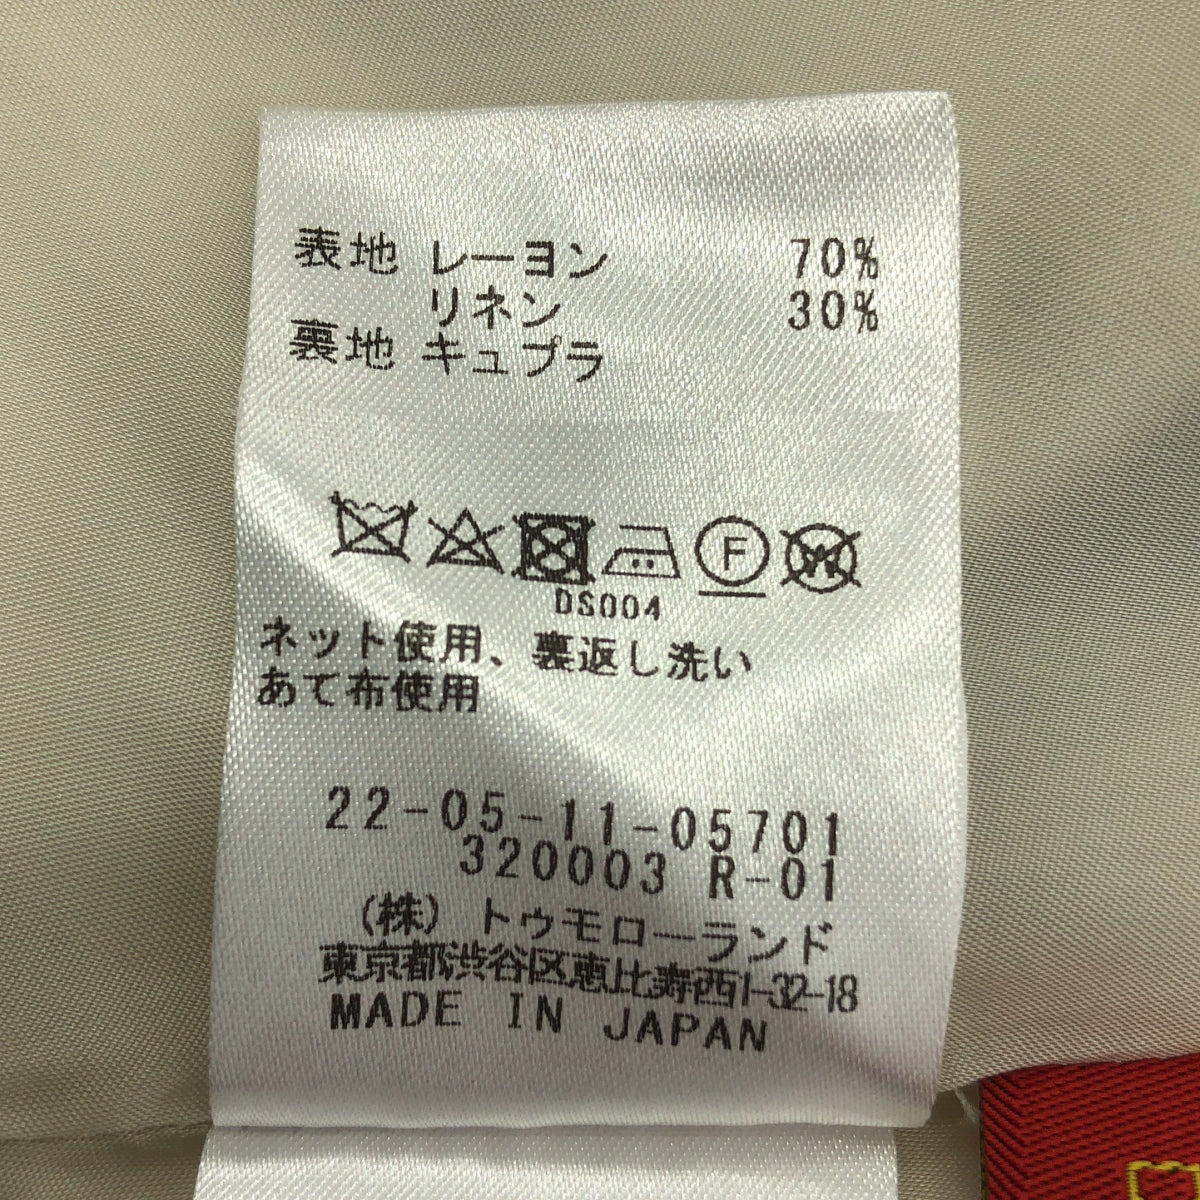 表地 レーヨン 70%
リネン 30%
裏地 キュプラ
F W
DS004
ネット使用、裏返し洗い
あて布使用
22-05-11-05701
320003 R-01
(株) トゥモローランド
東京都渋谷区恵比寿西1-32-18
MADE IN JAPAN